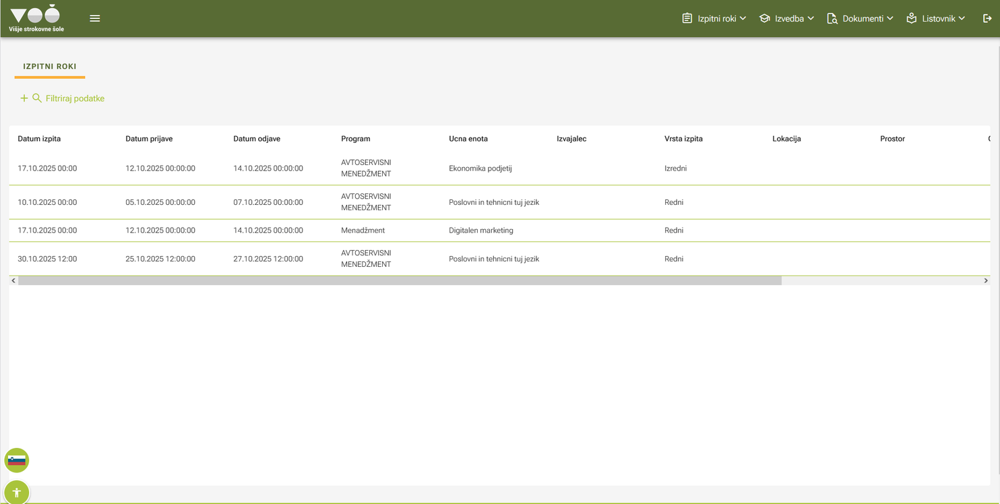 VOŠ
Višje strokovne šole
Izpitni roki
Izvedba
Dokumenti
Listovnik
IZPITNI ROKI
Filtriraj podatke
Datum izpita Datum prijave Datum odjave Program Ucna enota Izvajalec Vrsta izpita Lokacija Prostor
17.10.2025 00:00 12.10.2025 00:00:00 14.10.2025 00:00:00 AVTOSERVISNI MENEDŽMENT Ekonomika podjetij Izredni
10.10.2025 00:00 05.10.2025 00:00:00 07.10.2025 00:00:00 AVTOSERVISNI MENEDŽMENT Poslovni in tehnicni tuj jezik Redni
17.10.2025 00:00 12.10.2025 00:00:00 14.10.2025 00:00:00 Menadžment Digitalen marketing Redni
30.10.2025 12:00 25.10.2025 12:00:00 27.10.2025 12:00:00 AVTOSERVISNI MENEDŽMENT Poslovni in tehnicni tuj jezik Redni